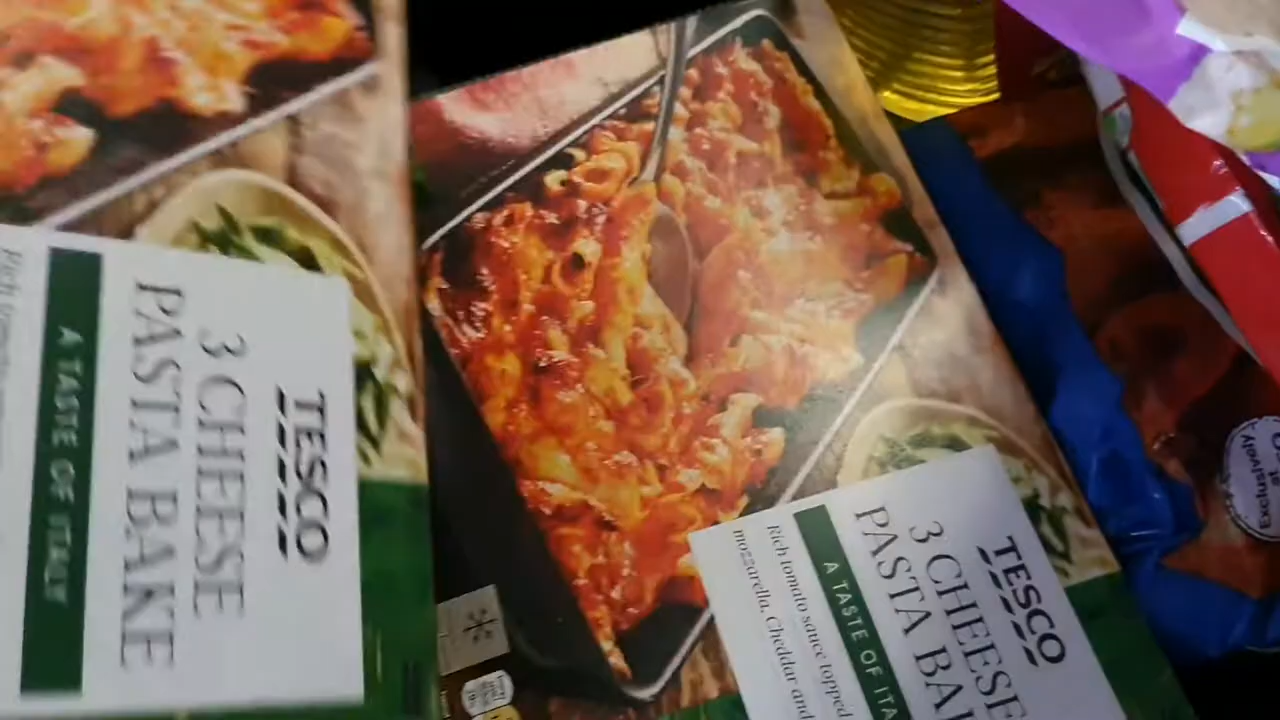 TESCO
3 CHEESE
PASTA BAKE
A TASTE OF ITALY
TESCO
3 CHEESE
PASTA BA
A TASTE OF ITA
Rich tomato sauce topped
mozzarella, Cheddar and
Exclusively
at